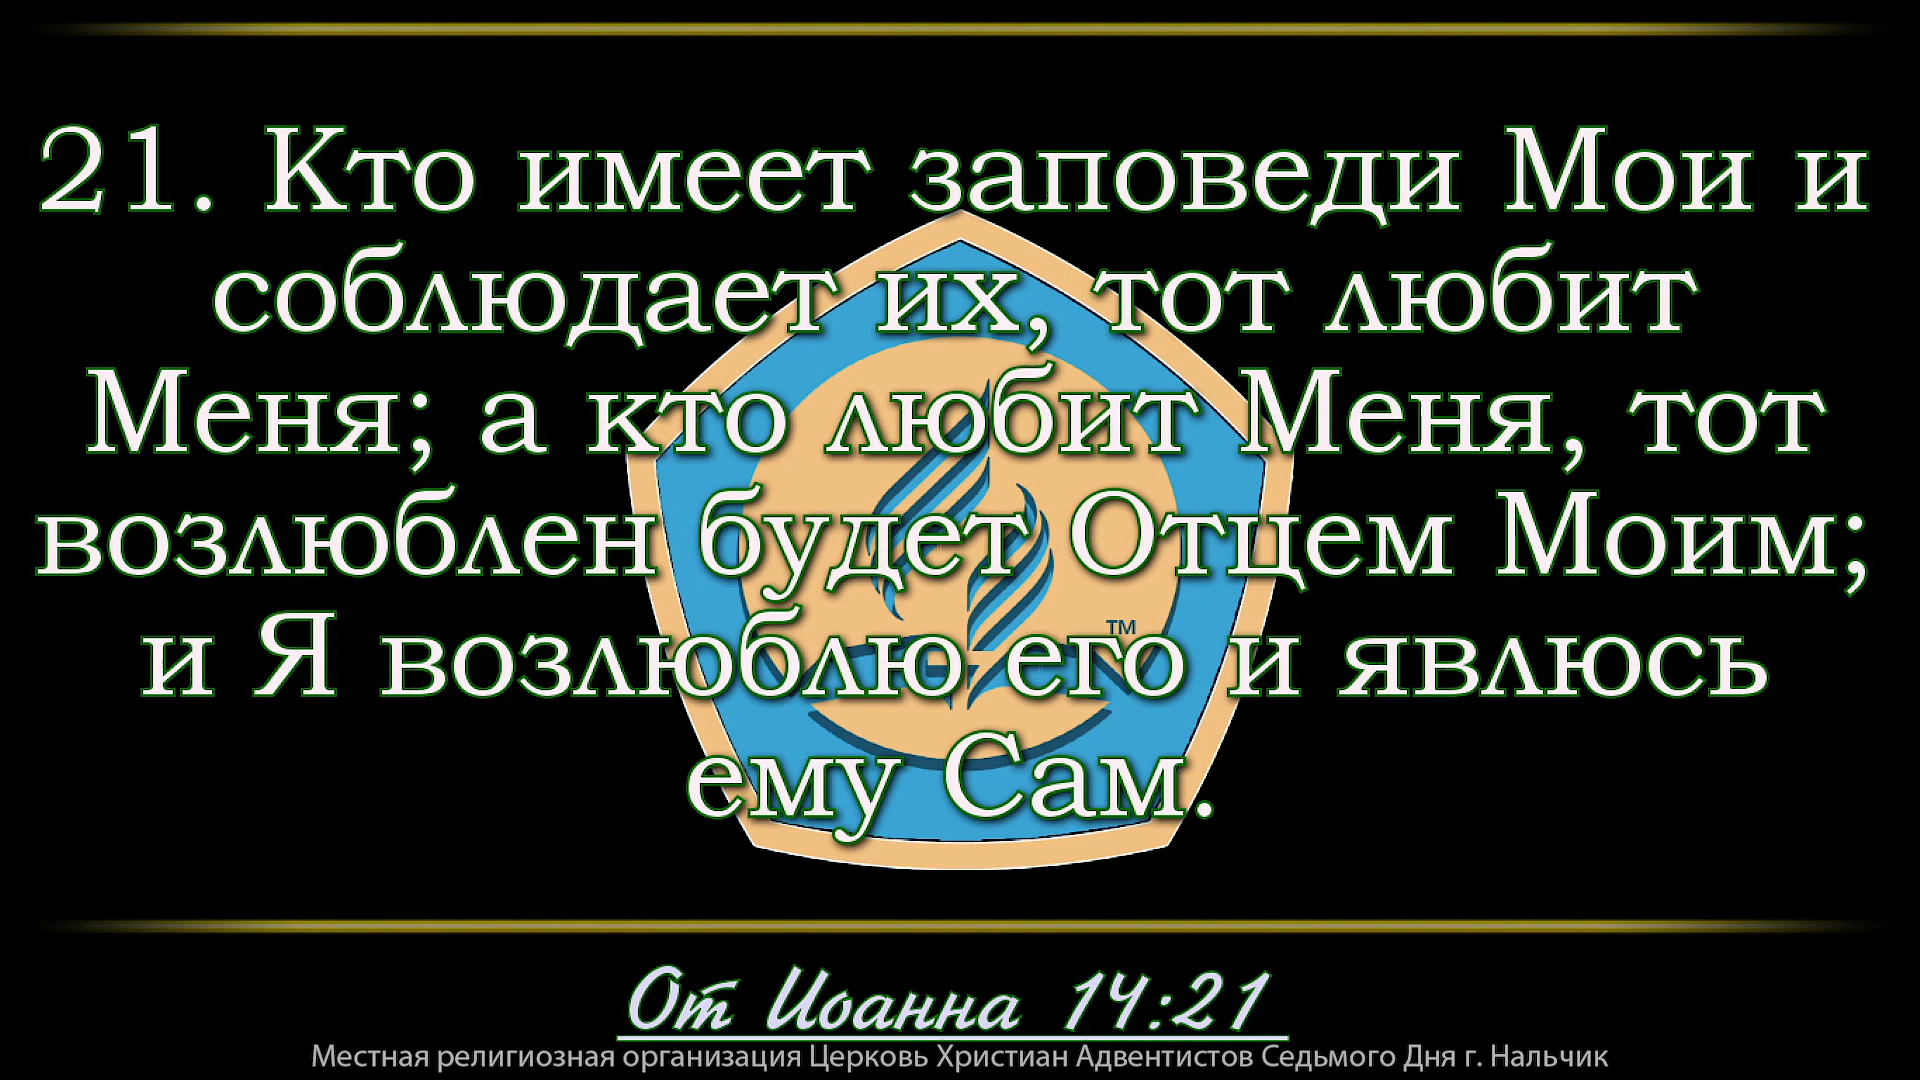 21. Кто имеет заповеди Мои и
соблюдает их, тот любит
Меня; а кто любит Меня, тот
возлюблен будет Отцем Моим;
и Я возлюблю его и явлюсь
ему Сам.
TM
От Иоанна 14:21
Местная религиозная организация Церковь Христиан Адвентистов Седьмого Дня г. Нальчик